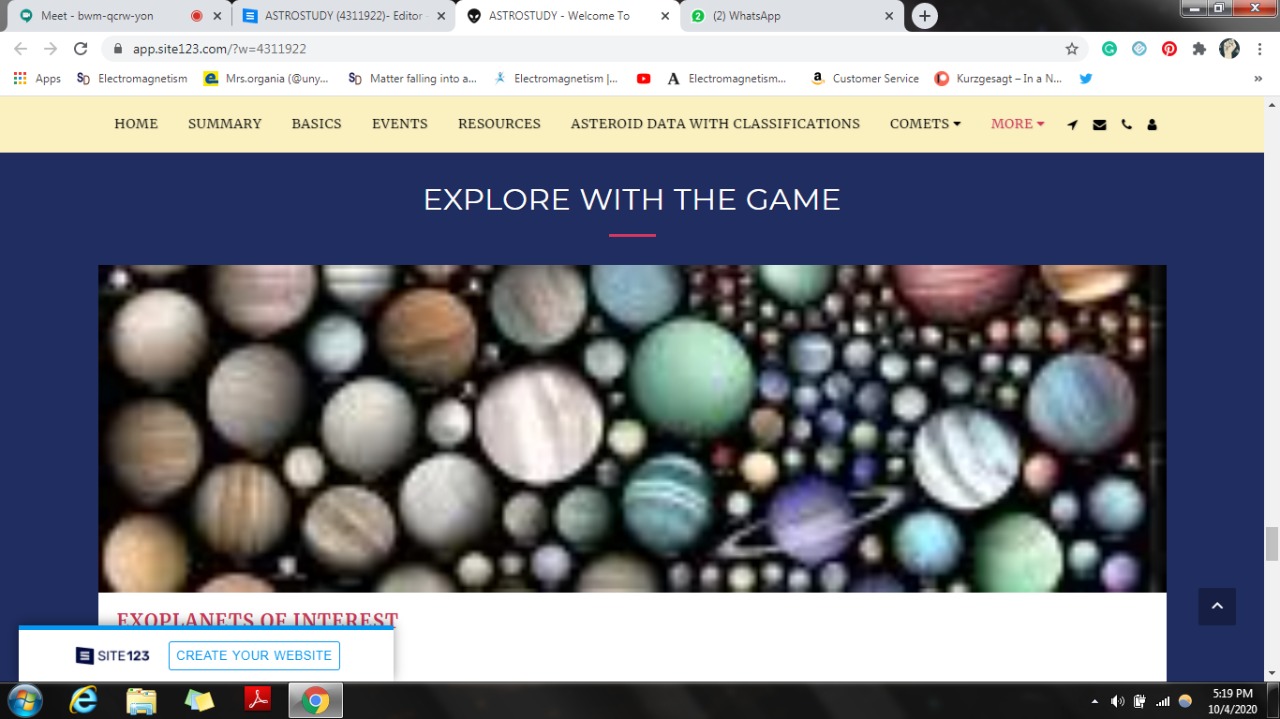 Meet - bwm-qcrw-yon
ASTROSTUDY (4311922)- Editor -
ASTROSTUDY - Welcome To
(2) WhatsApp
app.site123.com/?w=4311922
Apps
Electromagnetism
Mrs.organia (@uny...
Matter falling into a...
Electromagnetism |...
Electromagnetism...
Customer Service
Kurzgesagt – In a N...
HOME SUMMARY BASICS EVENTS RESOURCES ASTEROID DATA WITH CLASSIFICATIONS COMETS MORE
EXPLORE WITH THE GAME
EXOPLANETS OF INTEREST
SITE123 CREATE YOUR WEBSITE
5:19 PM
10/4/2020